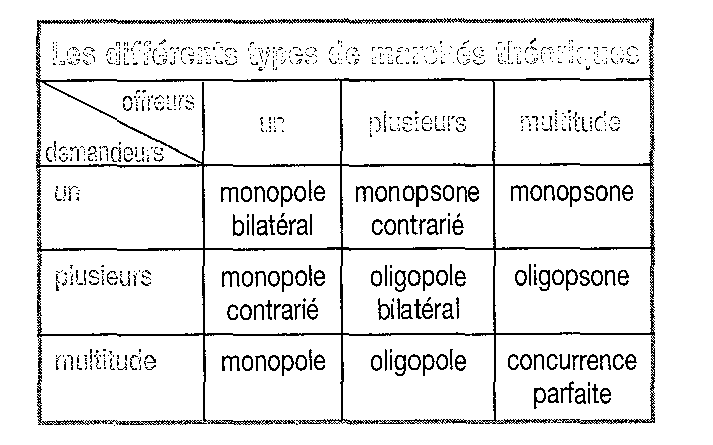 Les différents types de marchés théoriques
offreurs
demandeurs
un
plusieurs
multitude
un
monopole
bilatéral
monopsone
contrarié
monopsone
plusieurs
monopole
contrarié
oligopole
bilatéral
oligopsone
multitude
monopole
oligopole
concurrence
parfaite